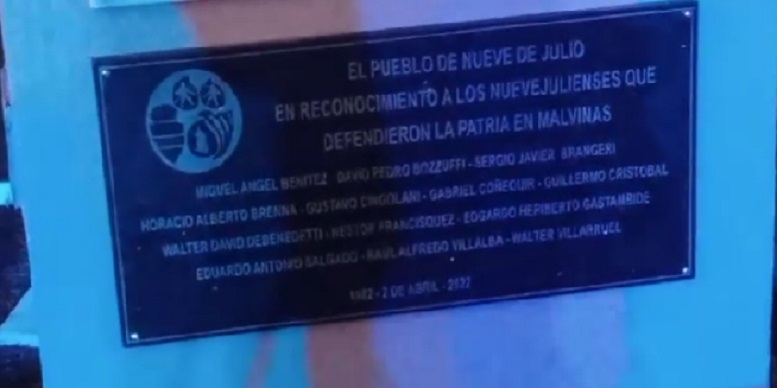 EL PUEBLO DE NUEVE DE JULIO
EN RECONOCIMIENTO A LOS NUEVEJULIENSES QUE
DEFENDIERON LA PATRIA EN MALVINAS
MIGUEL ANGEL BENITEZ DAVID PEDRO BOZZUFFI - SERGIO JAVIER BRANGERI
HORACIO ALBERTO BRENNA - GUSTAVO CINGOLANI - GABRIEL COÑEQUIR - GUILLERMO CRISTOBAL
WALTER DAVID DEBENEDETTI - NESTOR FRANCISQUEZ - EDGARDO HERIBERTO GASTAMBIDE
EDUARDO ANTONIO SALGADO - RAUL ALFREDO VILLALBA - WALTER VILLARRUEL
1982 - 2 DE ABRIL - 2022